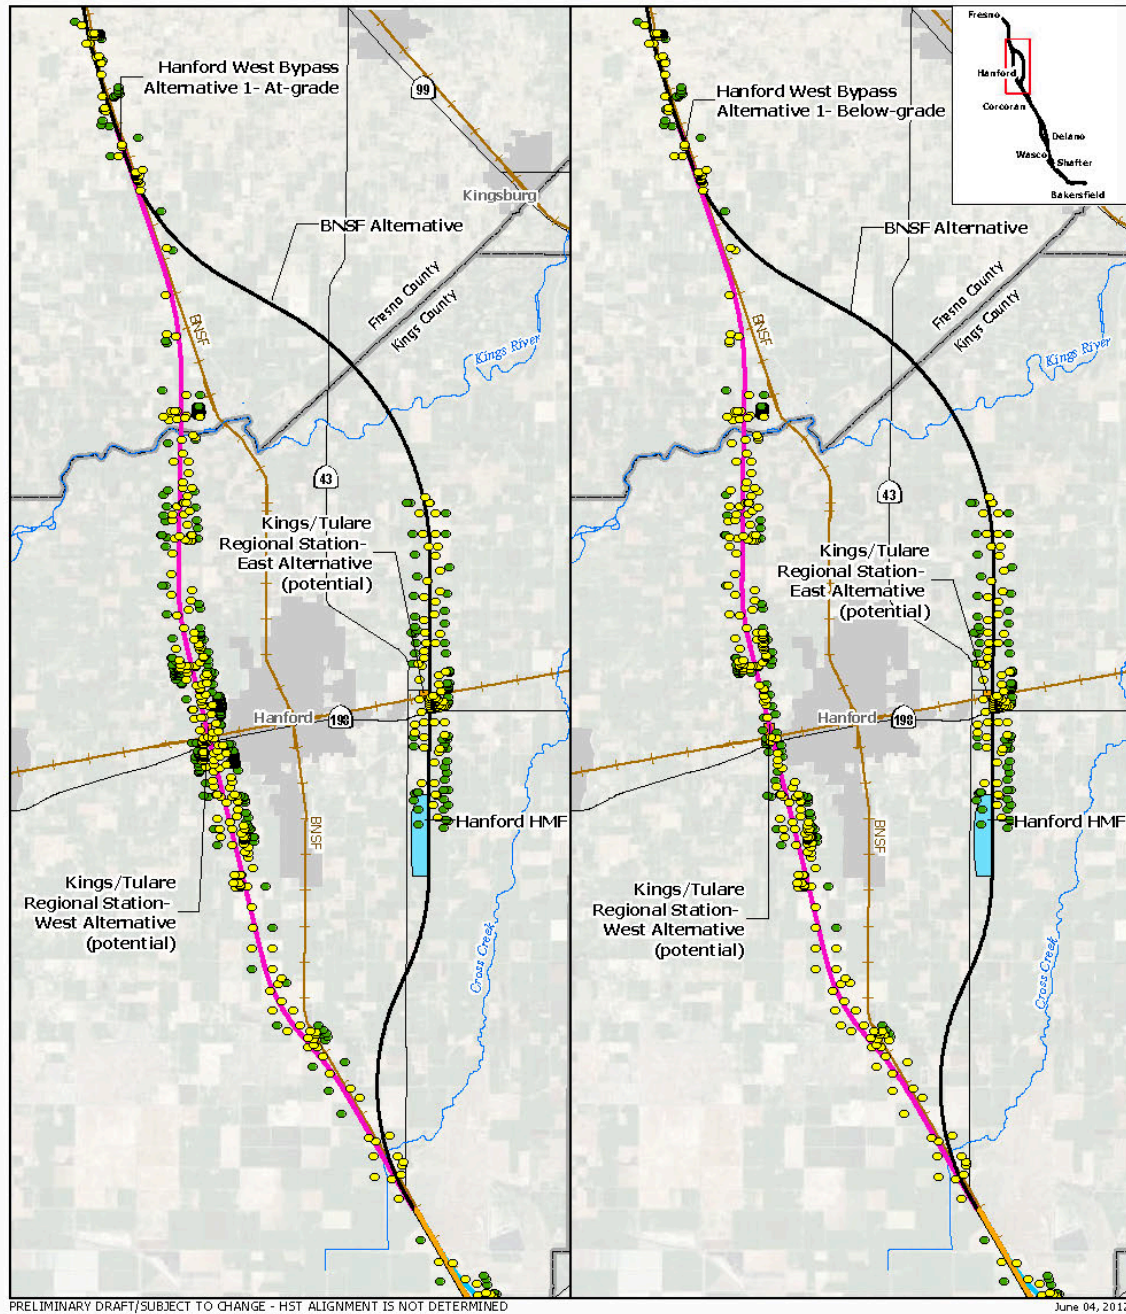 Hanford West Bypass
Alternative 1- At-grade
99
Kingsburg
BNSF Alternative
Fresno County
Kings County
BNSF
Kings River
43
Kings/Tulare
Regional Station-
East Alternative
(potential)
Hanford
198
BNSF
Hanford HMF
Kings/Tulare
Regional Station-
West Alternative
(potential)
Cross Creek
Hanford West Bypass
Alternative 1- Below-grade
BNSF Alternative
Fresno County
Kings County
BNSF
Kings River
43
Kings/Tulare
Regional Station-
East Alternative
(potential)
Hanford
198
BNSF
Hanford HMF
Kings/Tulare
Regional Station-
West Alternative
(potential)
Cross Creek
Fresno
Hanford
Corcoran
Delano
Wasco
Shafter
Bakersfield
PRELIMINARY DRAFT/SUBJECT TO CHANGE - HST ALIGNMENT IS NOT DETERMINED
June 04,